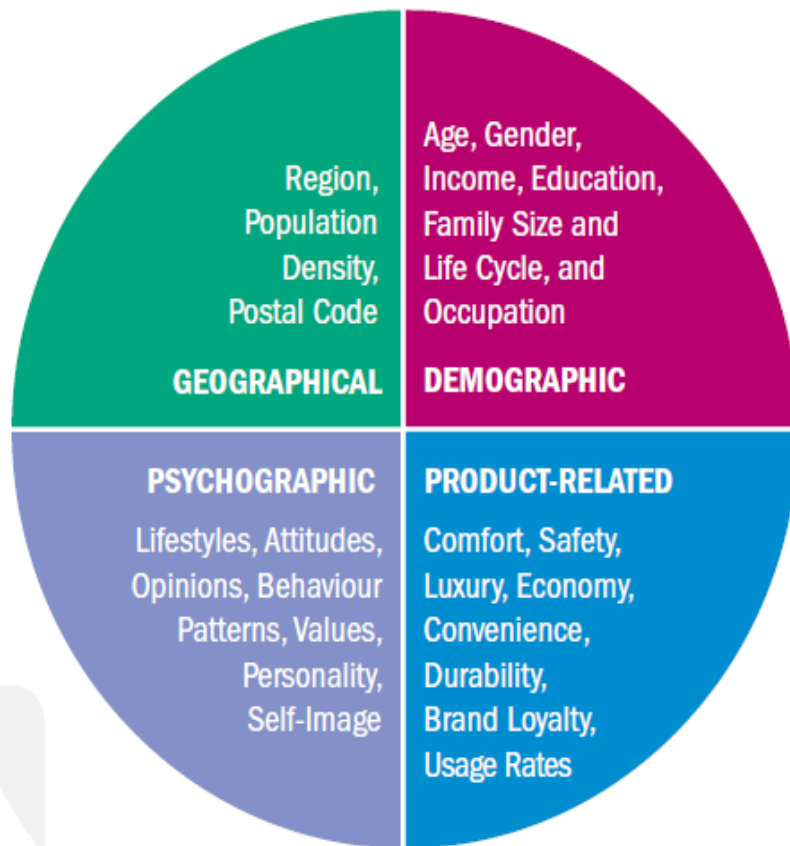 Region,
Population
Density,
Postal Code
GEOGRAPHICAL
Age, Gender,
Income, Education,
Family Size and
Life Cycle, and
Occupation
DEMOGRAPHIC
PSYCHOGRAPHIC
Lifestyles, Attitudes,
Opinions, Behaviour
Patterns, Values,
Personality,
Self-Image
PRODUCT-RELATED
Comfort, Safety,
Luxury, Economy,
Convenience,
Durability,
Brand Loyalty,
Usage Rates